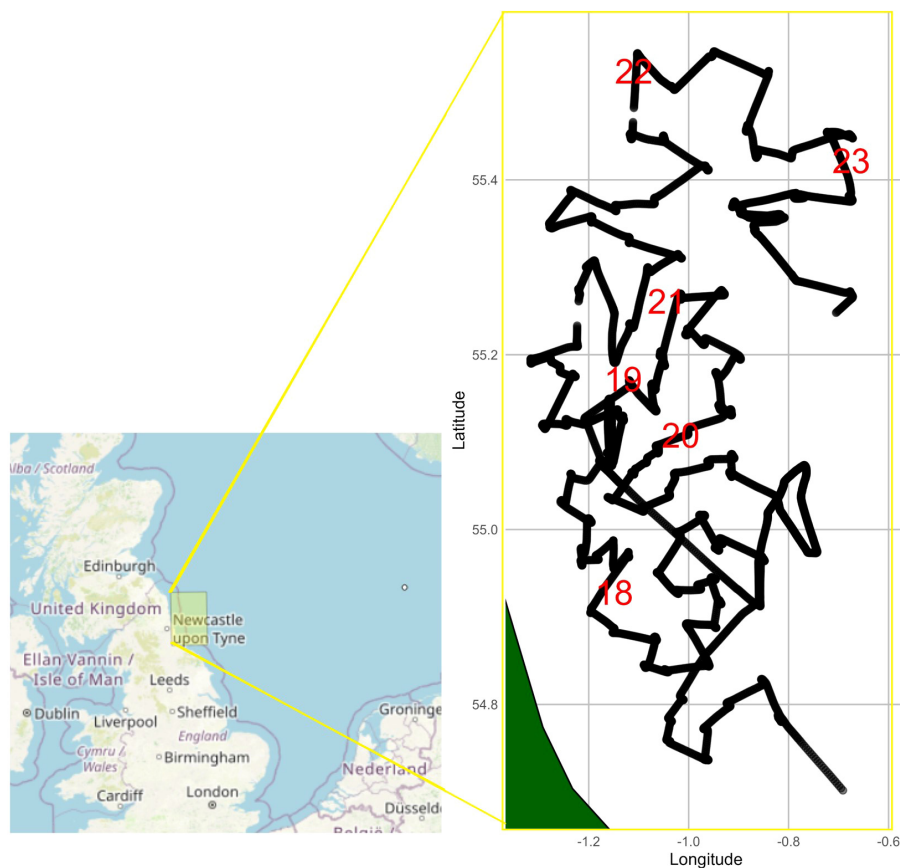 22
23
55.4
21
55.2
19
20
55.0
18
54.8
Latitude
-1.2
-1.0
-0.8
-0.6
Longitude
Alba / Scotland
Edinburgh
United Kingdom
Newcastle
upon Tyne
Ellan Vannin /
Isle of Man
Leeds
Dublin
Liverpool
Sheffield
England
Cymru /
Wales
Birmingham
Cardiff
London
Groninge
Nederland
Düsseld
België /